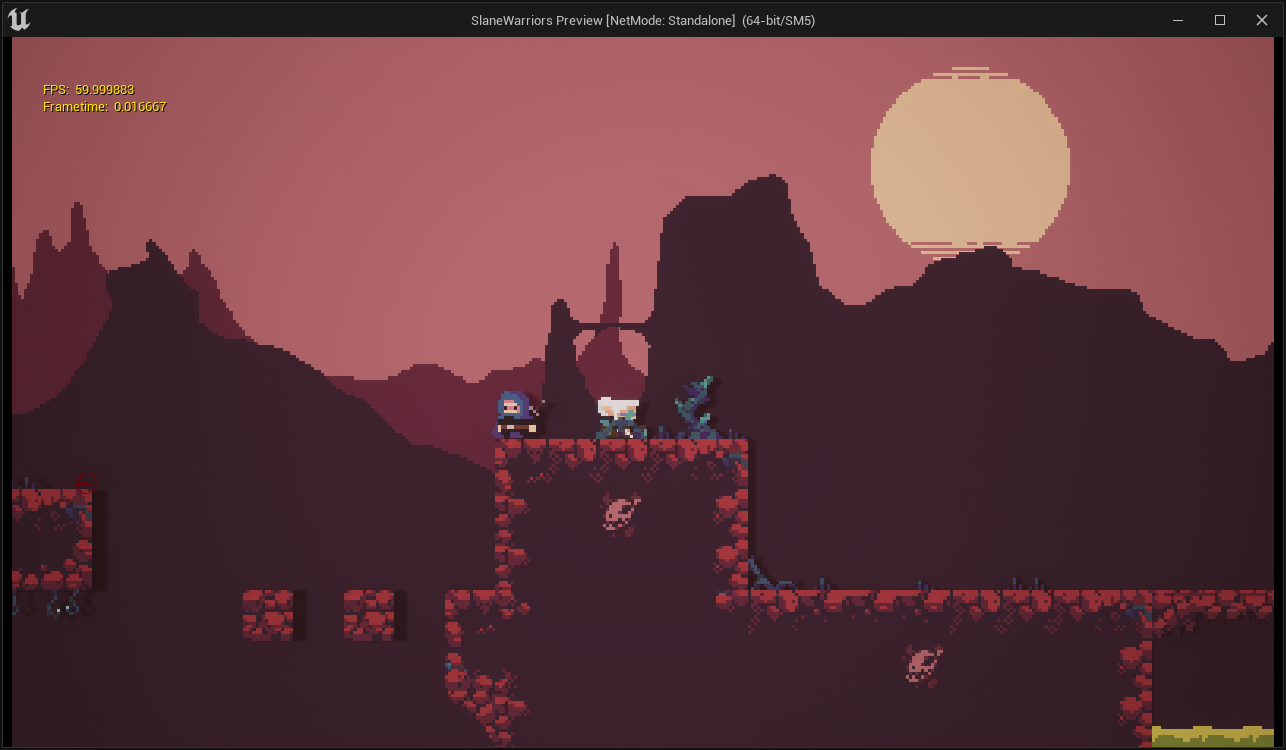 SlaneWarriors Preview [NetMode: Standalone] (64-bit/SM5)
FPS: 59.999883
Frametime: 0.016667